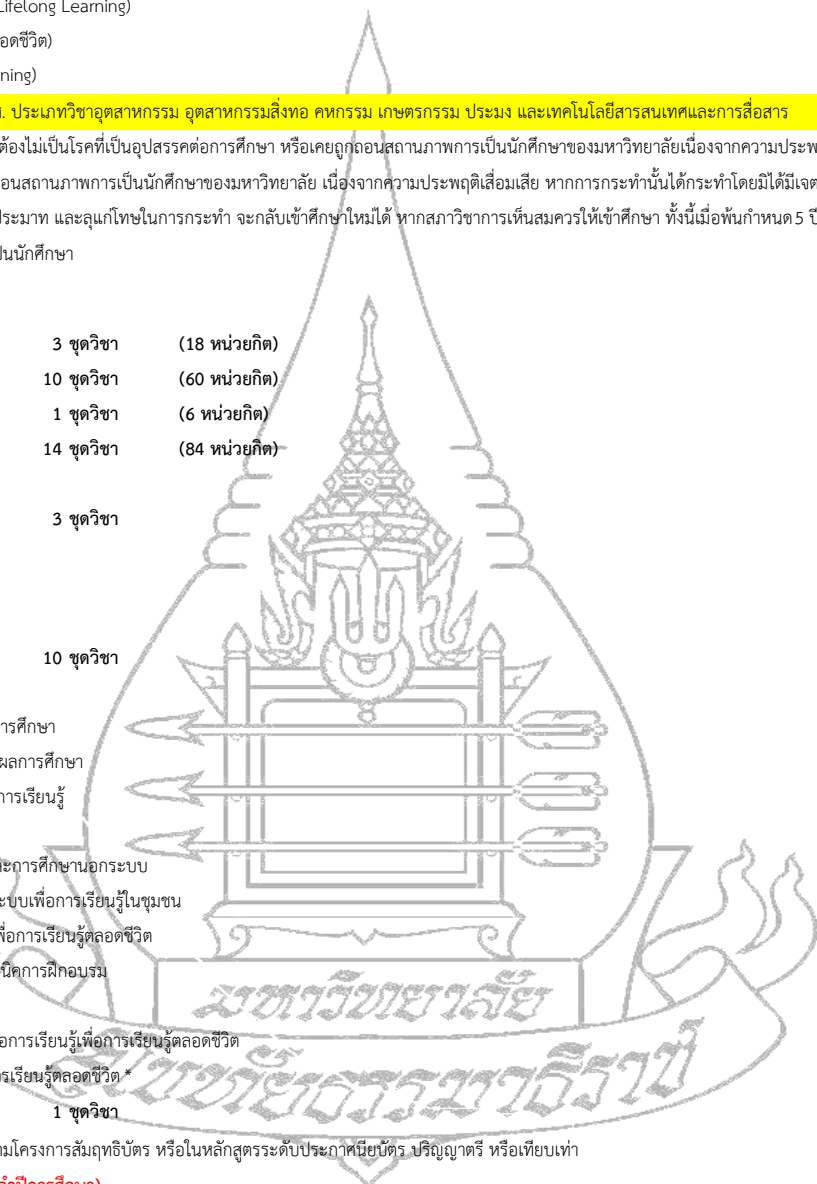 Lifelong Learning)
อดชีวิต)
ning)
ส. ประเภทวิชาอุตสาหกรรม อุตสาหกรรมสิ่งทอ คหกรรม เกษตรกรรม ประมง และเทคโนโลยีสารสนเทศและการสื่อสาร
ต้องไม่เป็นโรคที่เป็นอุปสรรคต่อการศึกษา หรือเคยถูกถอนสถานภาพการเป็นนักศึกษาของมหาวิทยาลัยเนื่องจากความประพ
อนสถานภาพการเป็นนักศึกษาของมหาวิทยาลัย เนื่องจากความประพฤติเสื่อมเสีย หากการกระทำนั้นได้กระทำโดยมิได้มีเจต
ประมาท และลุแก่โทษในการกระทำ จะกลับเข้าศึกษาใหม่ได้ หากสภาวิชาการเห็นสมควรให้เข้าศึกษา ทั้งนี้เมื่อพ้นกำหนด 5 ปี
ป็นนักศึกษา
3 ชุดวิชา (18 หน่วยกิต)
10 ชุดวิชา (60 หน่วยกิต)
1 ชุดวิชา (6 หน่วยกิต)
14 ชุดวิชา (84 หน่วยกิต)
3 ชุดวิชา
10 ชุดวิชา
การศึกษา
ผลการศึกษา
การเรียนรู้
ละการศึกษานอกระบบ
ระบบเพื่อการเรียนรู้ในชุมชน
พื่อการเรียนรู้ตลอดชีวิต
นิคการฝึกอบรม
อการเรียนรู้เพื่อการเรียนรู้ตลอดชีวิต
ารเรียนรู้ตลอดชีวิต *
1 ชุดวิชา
ามโครงการสัมฤทธิบัตร หรือในหลักสูตรระดับประกาศนียบัตร ปริญญาตรี หรือเทียบเท่า
มหาวิทยาลัย
สุโขทัยธรรมาธิราช